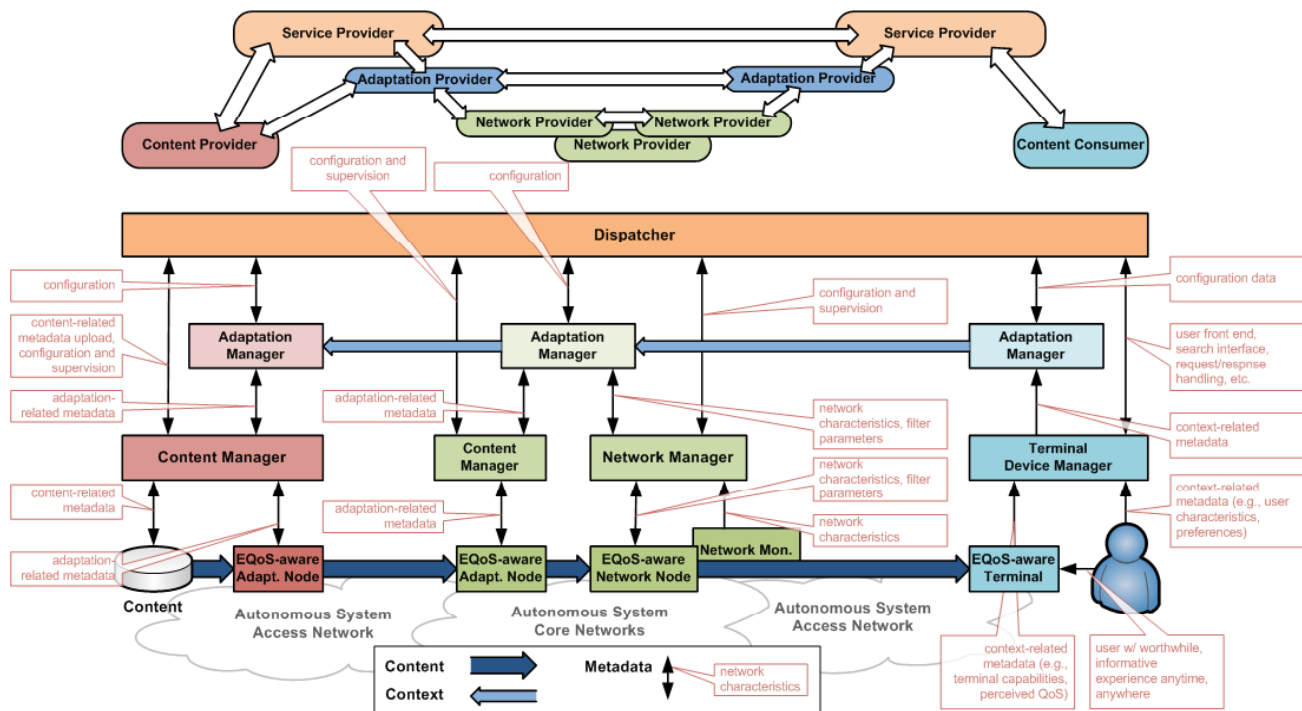 Service Provider
Service Provider
Adaptation Provider
Adaptation Provider
Network Provider
Network Provider
Network Provider
Content Provider
Content Consumer
configuration and
supervision
configuration
Dispatcher
configuration
content-related
metadata upload,
configuration and
supervision
adaptation-
related metadata
Adaptation
Manager
Adaptation
Manager
configuration and
supervision
Adaptation
Manager
configuration data
user front end,
search interface,
request/respnse
handling, etc.
adaptation-related
metadata
network
characteristics, filter
parameters
context-related
metadata
Content Manager
Content
Manager
Network Manager
Terminal
Device Manager
content-related
metadata
adaptation-related
metadata
network
characteristics, filter
parameters
network
characteristics
context-related
metadata (e.g., user
characteristics,
preferences)
adaptation-
related metadata
EQoS-aware
Adapt. Node
EQoS-aware
Adapt. Node
EQoS-aware
Network Node
Network Mon.
EQoS-aware
Terminal
Content
Autonomous System
Access Network
Autonomous System
Core Networks
Autonomous System
Access Network
Content
Context
Metadata
network
characteristics
context-related
metadata (e.g.,
terminal capabilities,
perceived QoS)
user w/ worthwhile,
informative
experience anytime,
anywhere